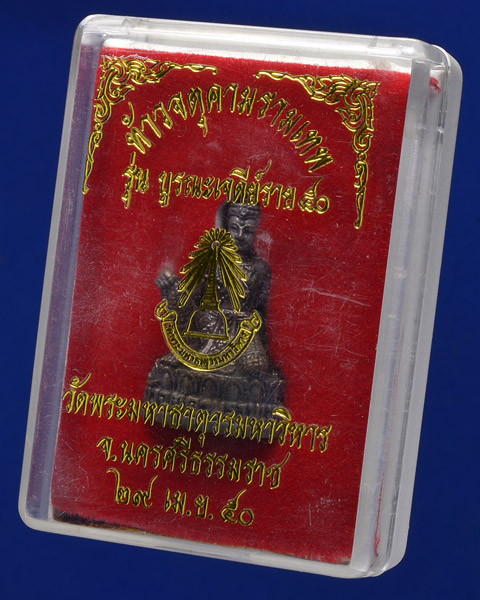 ท้าวจตุคามรามเทพ
รุ่น บูรณะเจดีย์ราย ๕๐
วัดพระมหาธาตุวรมหาวิหาร
จ.นครศรีธรรมราช
๒๙ เม.ย. ๕๐